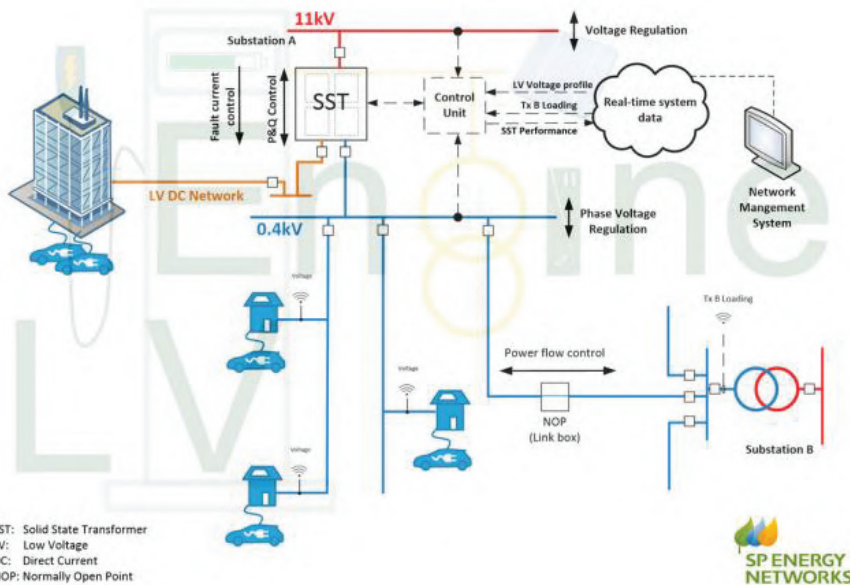 11kV
Substation A
Voltage Regulation
Fault current
control
P&Q Control
SST
Control
Unit
LV Voltage profile
Tx B Loading
SST Performance
Real-time system
data
Network
Mangement
System
LV DC Network
0.4kV
Phase Voltage
Regulation
Voltage
Voltage
Voltage
Tx B Loading
Power flow control
NOP
(Link box)
Substation B
LV Engine
ST: Solid State Transformer
V: Low Voltage
C: Direct Current
NOP: Normally Open Point
SP ENERGY
NETWORKS